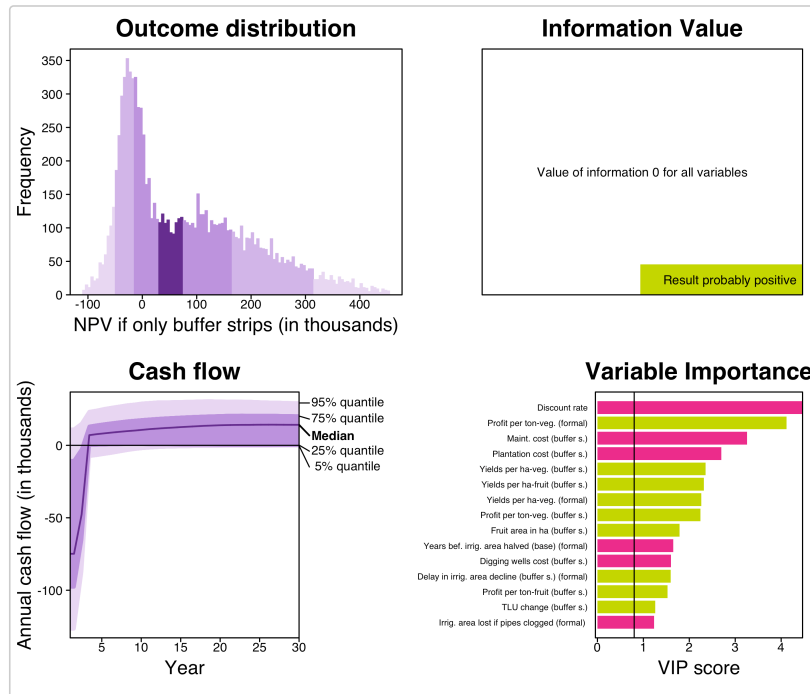 Outcome distribution
Frequency
350
300
250
200
150
100
50
0
-100 0 100 200 300 400
NPV if only buffer strips (in thousands)
Information Value
Value of information 0 for all variables
Result probably positive
Cash flow
Annual cash flow (in thousands)
0
-50
-100
95% quantile
75% quantile
Median
25% quantile
5% quantile
5 10 15 20 25 30
Year
Variable Importance
Discount rate
Profit per ton-veg. (formal)
Maint. cost (buffer s.)
Plantation cost (buffer s.)
Yields per ha-veg. (buffer s.)
Yields per ha-fruit (buffer s.)
Yields per ha-veg. (formal)
Profit per ton-veg. (buffer s.)
Fruit area in ha (buffer s.)
Years bef. irrig. area halved (base) (formal)
Digging wells cost (buffer s.)
Delay in irrig. area decline (buffer s.) (formal)
Profit per ton-fruit (buffer s.)
TLU change (buffer s.)
Irrig. area lost if pipes clogged (formal)
0 1 2 3 4
VIP score